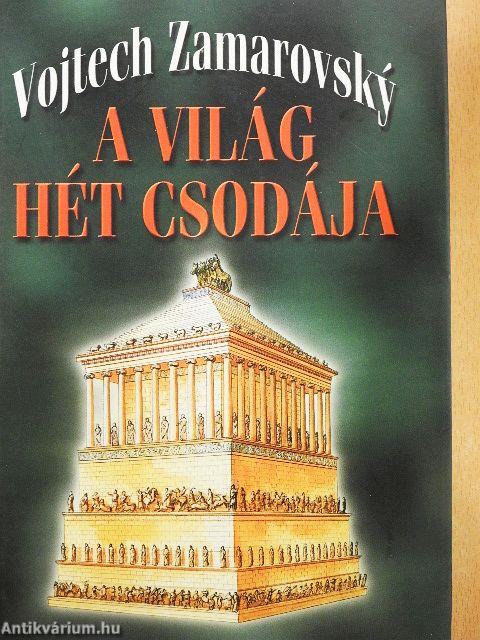 Vojtech Zamarovský
A VILÁG
HÉT CSODÁJA
Antikvárium.hu